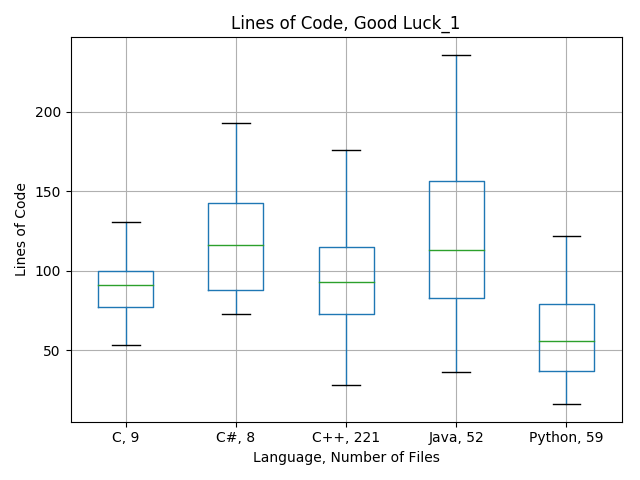 Lines of Code, Good Luck_1
Lines of Code
200
150
100
50
C, 9
C#, 8
C++, 221
Java, 52
Python, 59
Language, Number of Files